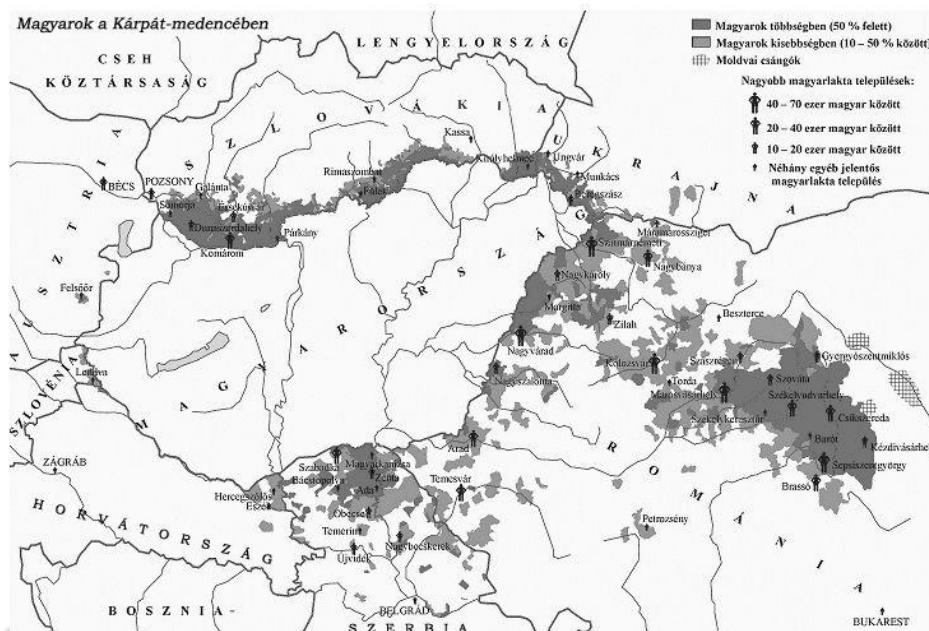 Magyarok a Kárpát-medencében
Magyarok többségben (50 % felett)
Magyarok kisebbségben (10 – 50 % között)
Moldvai csángók
Nagyobb magyarlakta települések:
40 – 70 ezer magyar között
20 – 40 ezer magyar között
10 – 20 ezer magyar között
Néhány egyéb jelentős
magyarlakta település
LENGYELORSZÁG
CSEH
KÖZTÁRSASÁG
SZLOVÁKIA
UKRAJNA
AUSZTRIA
MAGYARORSZÁG
ROMÁNIA
SZLOVÉNIA
HORVÁTORSZÁG
BOSZNIA-
SZERBIA
Kassa
Királyhelmec
Ungvár
Munkács
Beregszász
Rimaszombat
Fülek
BÉCS
POZSONY
Galánta
Somorja
Érsekújvár
Dunaszerdahely
Párkány
Komárom
Máramarossziget
Szatmárnémeti
Nagybánya
Nagykároly
Felsőőr
Margitta
Zilah
Beszterce
Nagyvárad
Kolozsvár
Szászrégen
Gyergyószentmiklós
Lendva
Nagyszalonta
Torda
Szováta
Marosvásárhely
Székelyudvarhely
Székelykeresztúr
Csíkszereda
Barót
Kézdivásárhely
Arad
Sepsiszentgyörgy
ZÁGRÁB
Szabadka
Magyarkanizsa
Bácstopolya
Zenta
Temesvár
Brassó
Hercegszőlős
Ada
Eszék
Óbecse
Temerin
Petrozsény
Nagybecskerek
Újvidék
BELGRÁD
BUKAREST